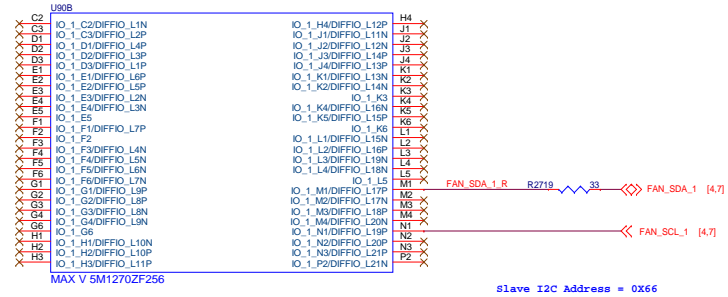 U90B
C2 IO_1_C2/DIFFIO_L1N IO_1_H4/DIFFIO_L12P H4
C3 IO_1_C3/DIFFIO_L2P IO_1_J1/DIFFIO_L11N J1
D1 IO_1_D1/DIFFIO_L4P IO_1_J2/DIFFIO_L12N J2
D2 IO_1_D2/DIFFIO_L3P IO_1_J3/DIFFIO_L14P J3
D3 IO_1_D3/DIFFIO_L1P IO_1_J4/DIFFIO_L13P J4
E1 IO_1_E1/DIFFIO_L6P IO_1_K1/DIFFIO_L13N K1
E2 IO_1_E2/DIFFIO_L5P IO_1_K2/DIFFIO_L14N K2
E3 IO_1_E3/DIFFIO_L2N IO_1_K3 K3
E4 IO_1_E4/DIFFIO_L3N IO_1_K4/DIFFIO_L16N K4
E5 IO_1_E5 IO_1_K5/DIFFIO_L15P K5
F1 IO_1_F1/DIFFIO_L7P IO_1_K6 K6
F2 IO_1_F2 IO_1_L1/DIFFIO_L15N L1
F3 IO_1_F3/DIFFIO_L4N IO_1_L2/DIFFIO_L16P L2
F4 IO_1_F4/DIFFIO_L5N IO_1_L3/DIFFIO_L19N L3
F5 IO_1_F5/DIFFIO_L6N IO_1_L4/DIFFIO_L18N L4
F6 IO_1_F6/DIFFIO_L7N IO_1_L5 L5
G1 IO_1_G1/DIFFIO_L9P IO_1_M1/DIFFIO_L17P M1 FAN_SDA_1_R R2719 33 FAN_SDA_1 [4,7]
G2 IO_1_G2/DIFFIO_L8P IO_1_M2/DIFFIO_L17N M2
G3 IO_1_G3/DIFFIO_L8N IO_1_M3/DIFFIO_L18P M3
G4 IO_1_G4/DIFFIO_L9N IO_1_M4/DIFFIO_L20N M4
G6 IO_1_G6 IO_1_N1/DIFFIO_L19P N1 FAN_SCL_1 [4,7]
H1 IO_1_H1/DIFFIO_L10N IO_1_N2/DIFFIO_L20P N2
H2 IO_1_H2/DIFFIO_L10P IO_1_N3/DIFFIO_L21P N3
H3 IO_1_H3/DIFFIO_L11P IO_1_P2/DIFFIO_L21N P2
MAX V 5M1270ZF256
Slave I2C Address = 0X66